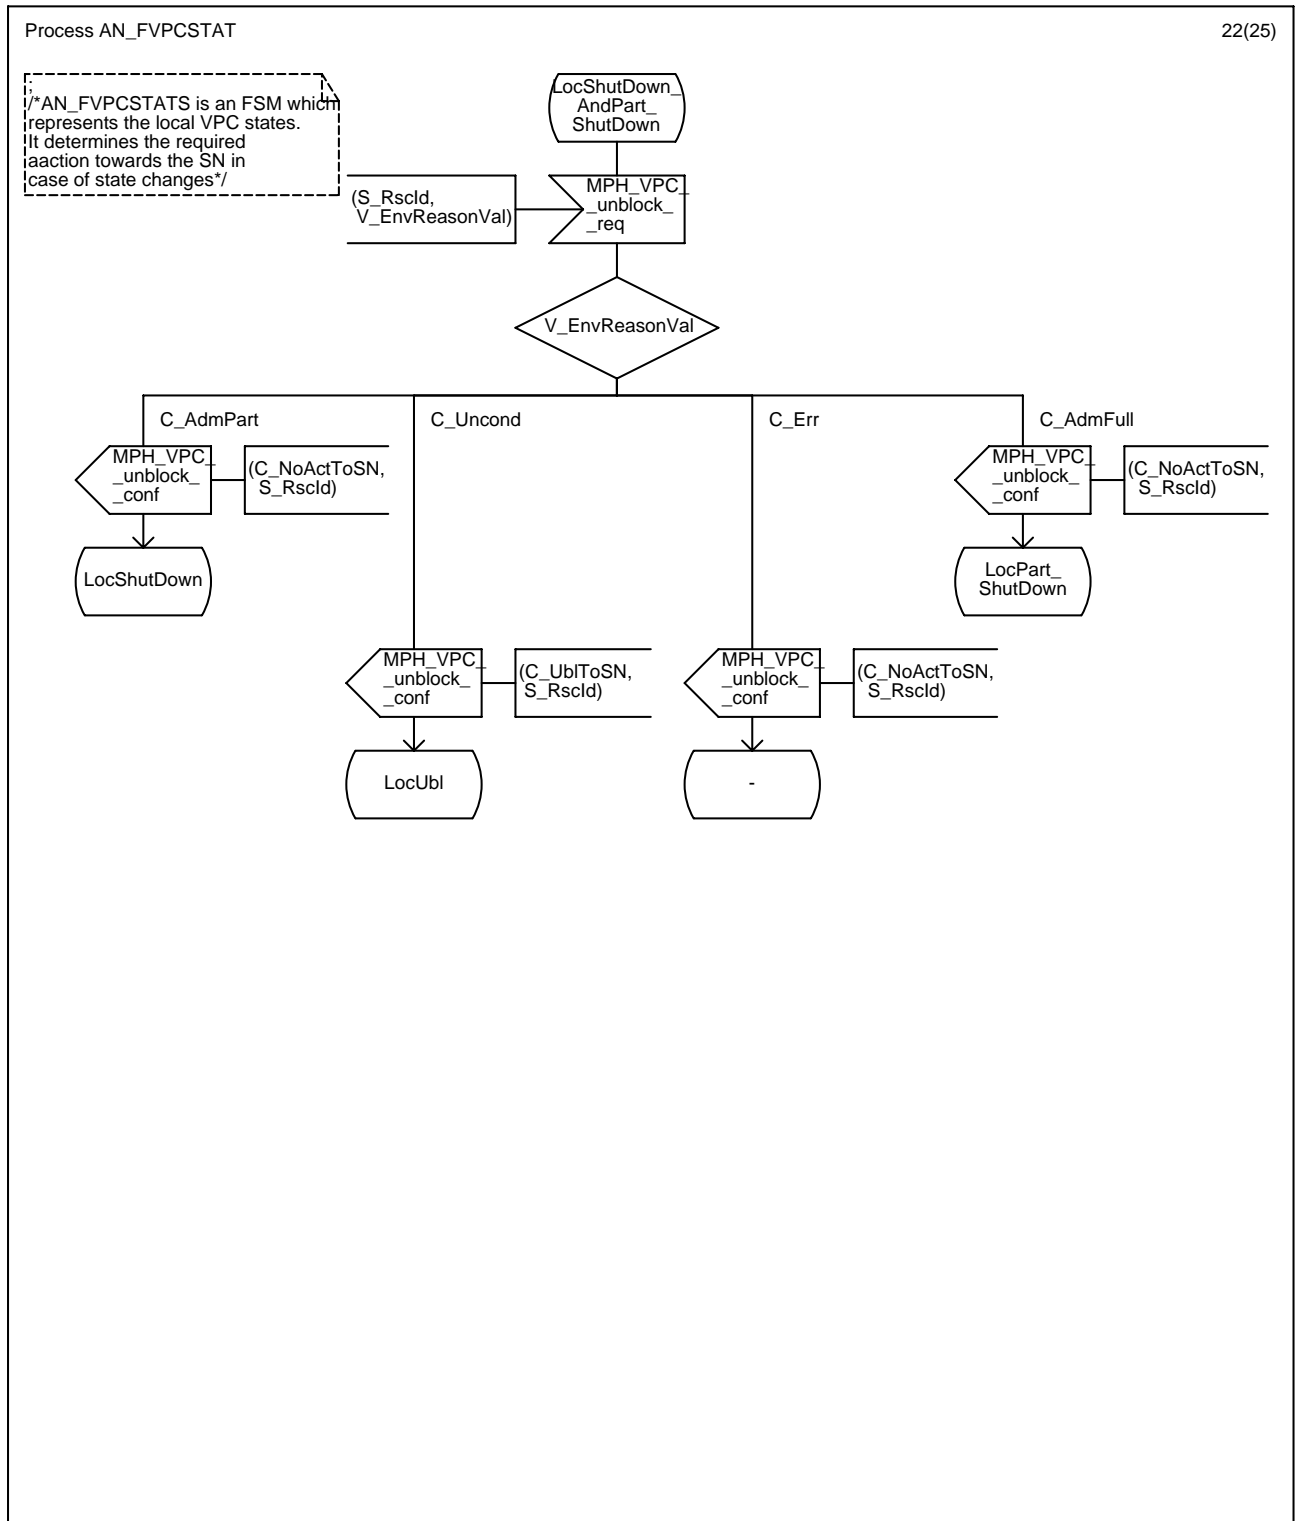 Process AN_FVPCSTAT
22(25)
;
/*AN_FVPCSTATS is an FSM which
represents the local VPC states.
It determines the required
aaction towards the SN in
case of state changes*/
LocShutDown_
AndPart_
ShutDown
(S_RscId,
V_EnvReasonVal)
MPH_VPC_
_unblock_
_req
V_EnvReasonVal
C_AdmPart
C_Uncond
C_Err
C_AdmFull
MPH_VPC_
_unblock_
_conf
(C_NoActToSN,
S_RscId)
MPH_VPC_
_unblock_
_conf
(C_NoActToSN,
S_RscId)
LocShutDown
LocPart_
ShutDown
MPH_VPC_
_unblock_
_conf
(C_UblToSN,
S_RscId)
MPH_VPC_
_unblock_
_conf
(C_NoActToSN,
S_RscId)
LocUbl
-